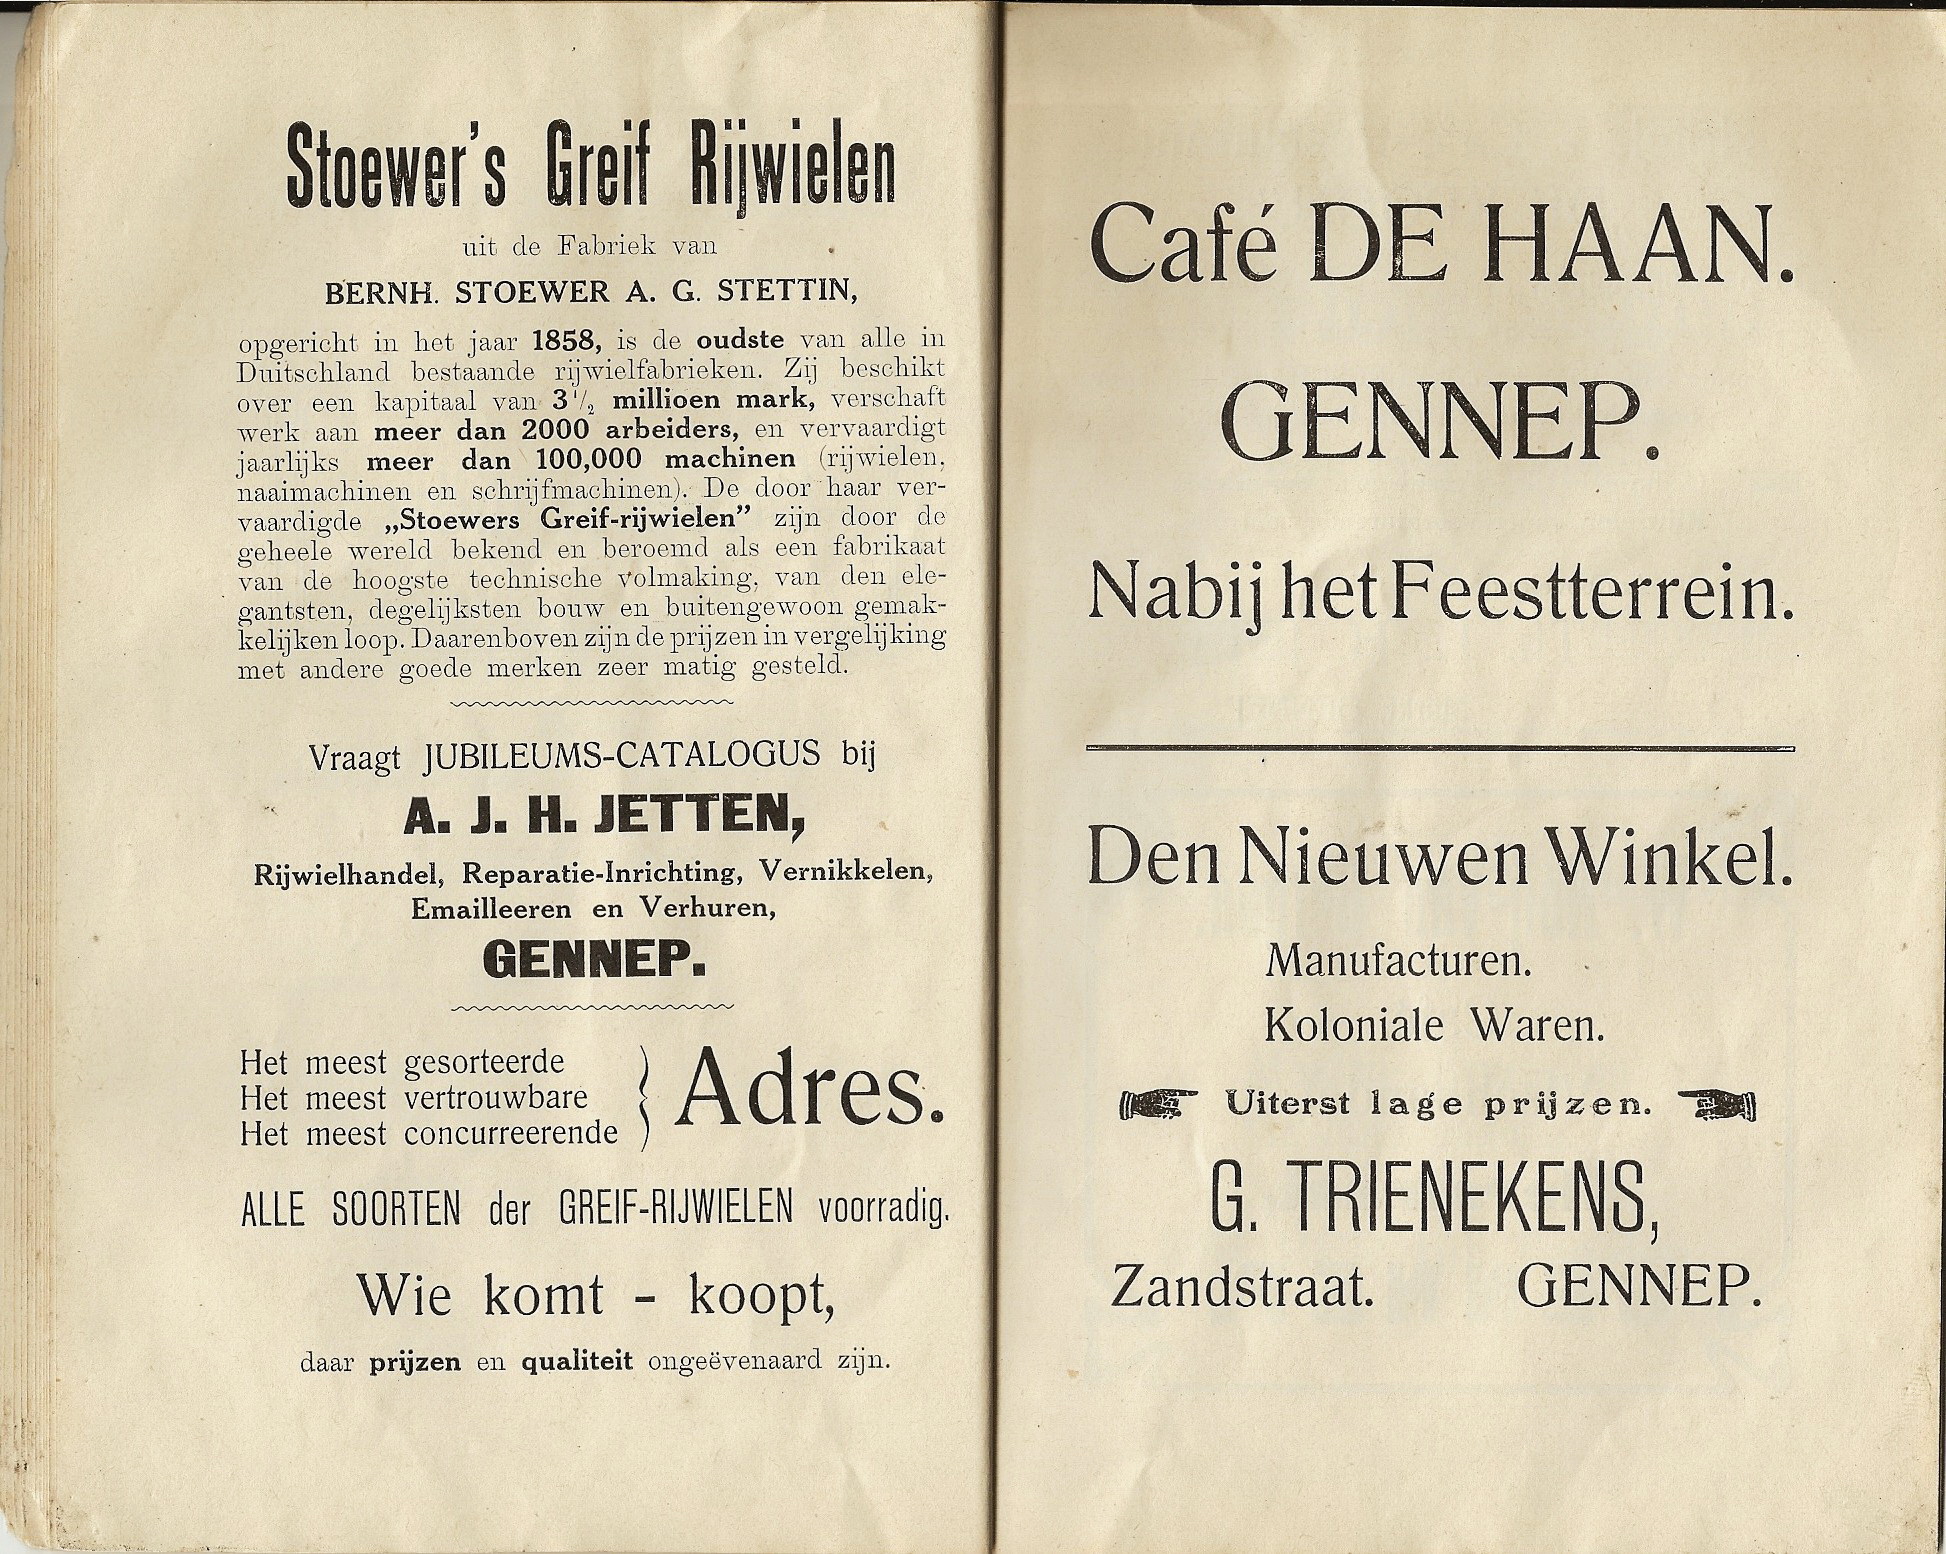 Stoewer's Greif Rijwielen
uit de Fabriek van
BERNH. STOEWER A. G. STETTIN,
opgericht in het jaar 1858, is de oudste van alle in
Duitschland bestaande rijwielfabrieken. Zij beschikt
over een kapitaal van 3 1/2 millioen mark, verschaft
werk aan meer dan 2000 arbeiders, en vervaardigt
jaarlijks meer dan 100,000 machinen (rijwielen,
naaimachinen en schrijfmachinen). De door haar ver-
vaardigde „Stoewers Greif-rijwielen” zijn door de
geheele wereld bekend en beroemd als een fabrikaat
van de hoogste technische volmaking, van den ele-
gantsten, degelijksten bouw en buitengewoon gemak-
kelijken loop. Daarenboven zijn de prijzen in vergelijking
met andere goede merken zeer matig gesteld.
Vraagt JUBILEUMS-CATALOGUS bij
A. J. H. JETTEN,
Rijwielhandel, Reparatie-Inrichting, Vernikkelen,
Emailleeren en Verhuren,
GENNEP.
Het meest gesorteerde
Het meest vertrouwbare
Het meest concurreerende
Adres.
ALLE SOORTEN der GREIF-RIJWIELEN voorradig.
Wie komt - koopt,
daar prijzen en qualiteit ongeëvenaard zijn.
Café DE HAAN.
GENNEP.
Nabij het Feestterrein.
Den Nieuwen Winkel.
Manufacturen.
Koloniale Waren.
Uiterst lage prijzen.
G. TRIENEKENS,
Zandstraat. GENNEP.